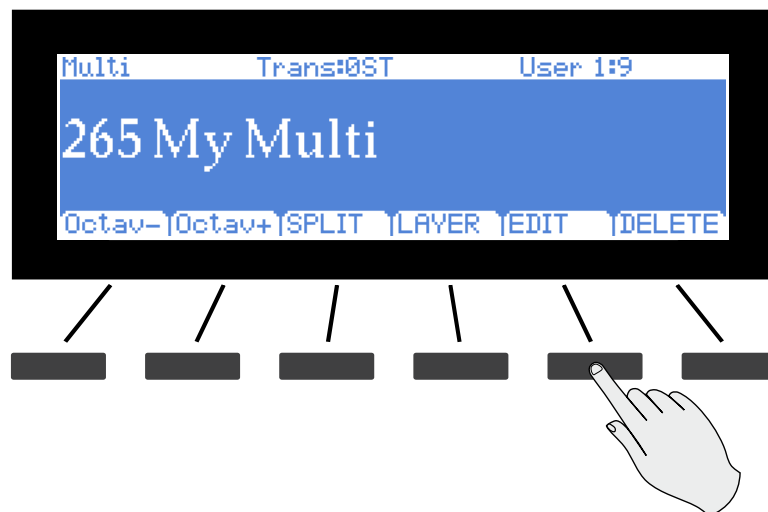 Multi Trans:0ST User 1:9
265 My Multi
Octav- Octav+ SPLIT LAYER EDIT DELETE